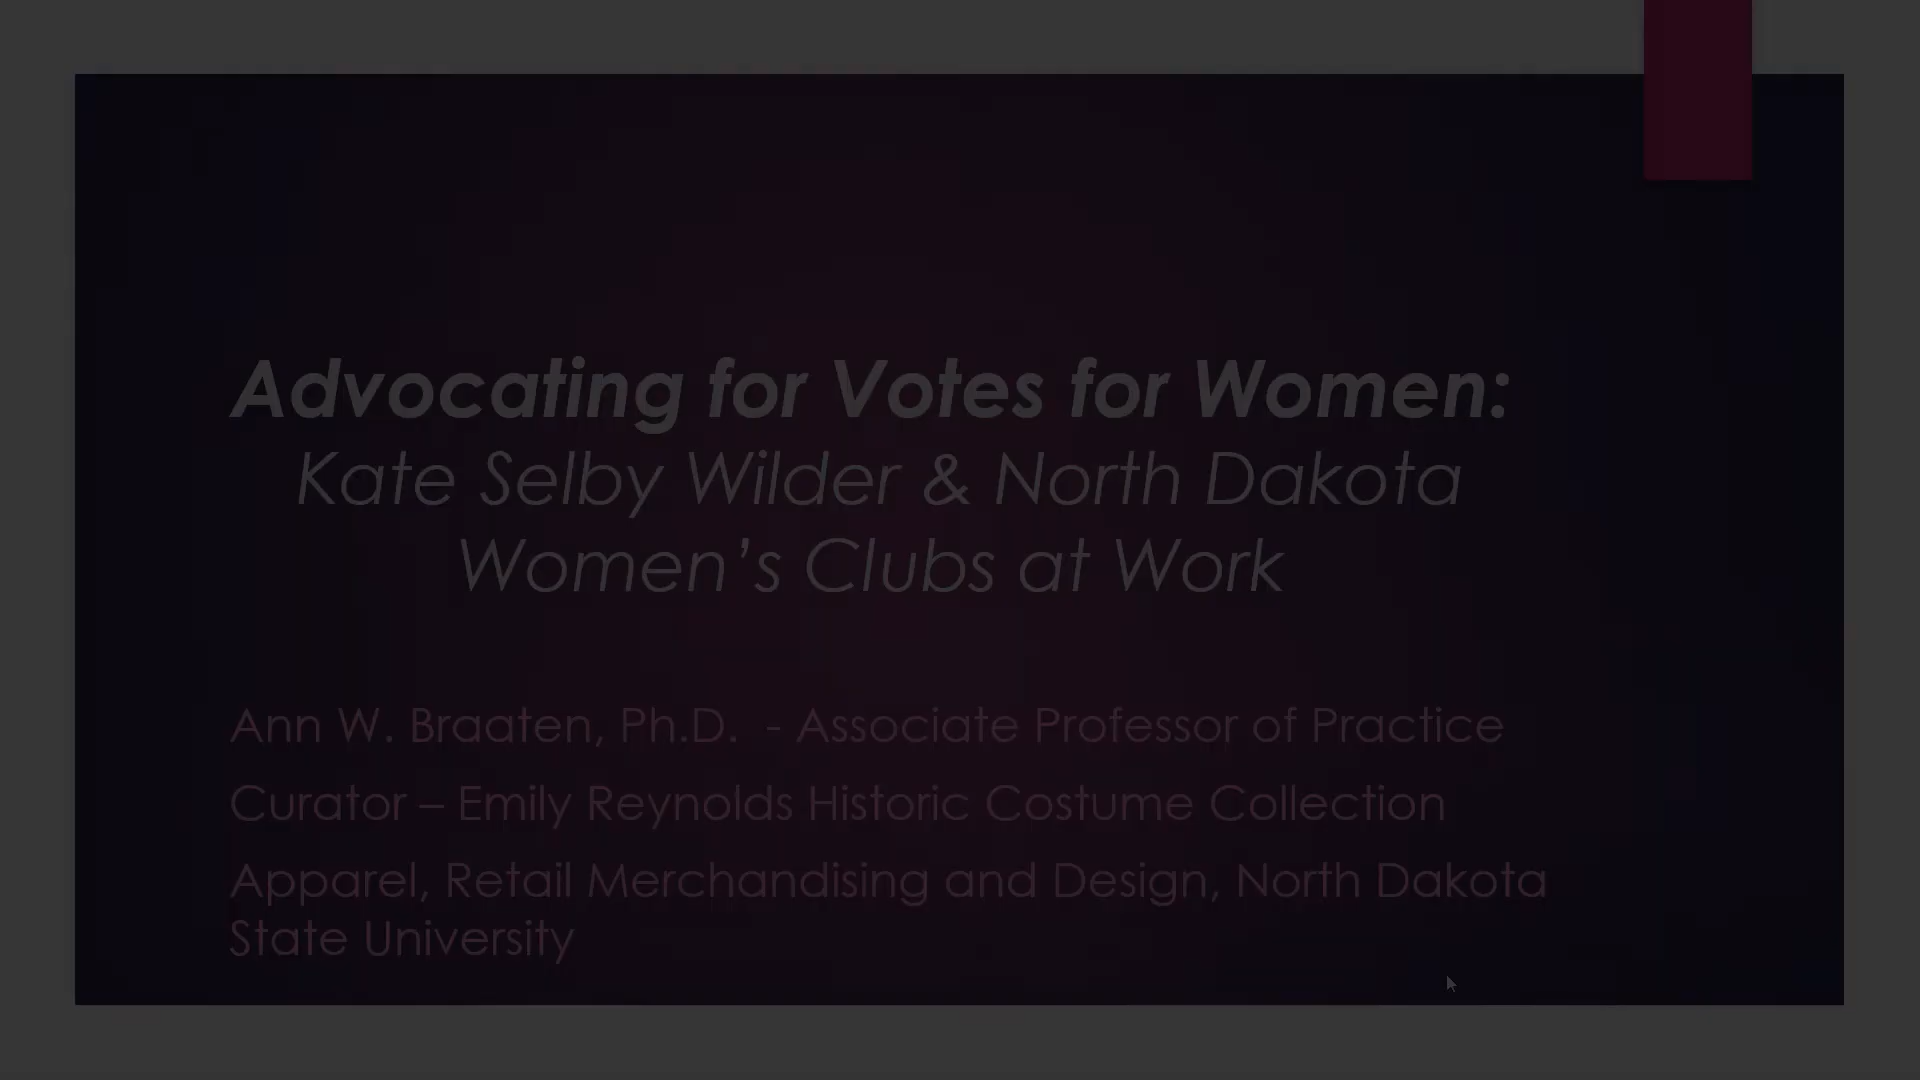 Advocating for Votes for Women:
Kate Selby Wilder & North Dakota
Women’s Clubs at Work
Ann W. Braaten, Ph.D.  - Associate Professor of Practice
Curator – Emily Reynolds Historic Costume Collection
Apparel, Retail Merchandising and Design, North Dakota
State University